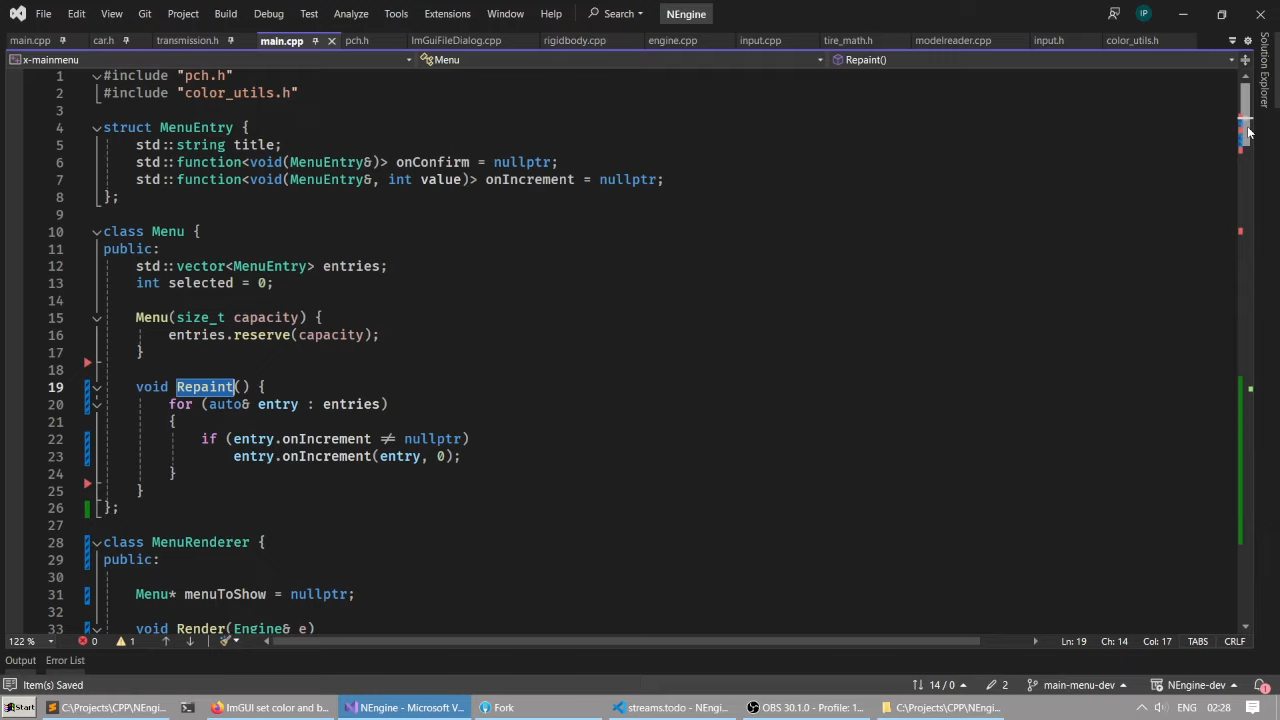 File Edit View Git Project Build Debug Test Analyze Tools Extensions Window Help Search NEngine IP
main.cpp car.h transmission.h main.cpp pch.h ImGuiFileDialog.cpp rigidbody.cpp engine.cpp input.cpp tire_math.h modelreader.cpp input.h color_utils.h
x-mainmenu Menu Repaint()
Solution Explorer
1 #include "pch.h"
2 #include "color_utils.h"
3
4 struct MenuEntry {
5 std::string title;
6 std::function<void(MenuEntry&)> onConfirm = nullptr;
7 std::function<void(MenuEntry&, int value)> onIncrement = nullptr;
8 };
9
10 class Menu {
11 public:
12 std::vector<MenuEntry> entries;
13 int selected = 0;
14
15 Menu(size_t capacity) {
16 entries.reserve(capacity);
17 }
18
19 void Repaint() {
20 for (auto& entry : entries)
21 {
22 if (entry.onIncrement ≠ nullptr)
23 entry.onIncrement(entry, 0);
24 }
25 }
26 };
27
28 class MenuRenderer {
29 public:
30
31 Menu* menuToShow = nullptr;
32
33 void Render(Engine& e)
122 % 0 1 Ln: 19 Ch: 14 Col: 17 TABS CRLF
Output Error List
Item(s) Saved 14 / 0 2 main-menu-dev NEngine-dev 1
Start C:\Projects\CPP\NEngi... ImGUI set color and b... NEngine - Microsoft V... Fork streams.todo - NEngi... OBS 30.1.0 - Profile: 1... C:\Projects\CPP\NEngi... ENG 02:28